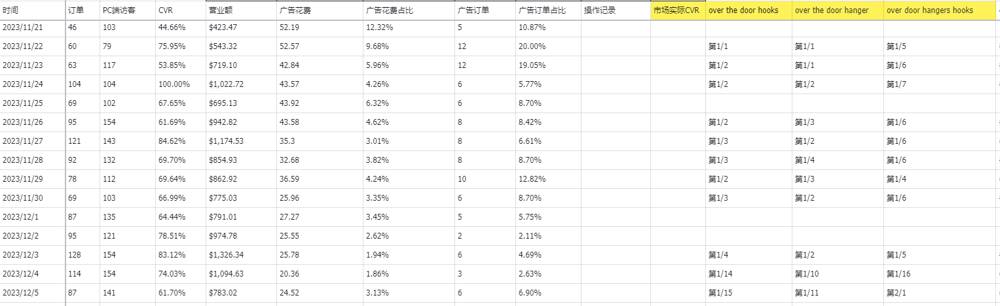 时间 订单 PC端访客 CVR 营业额 广告花费 广告花费占比 广告订单 广告订单占比 操作记录 市场实际CVR over the door hooks over the door hanger over door hangers hooks
2023/11/21 46 103 44.66% $423.47 52.19 12.32% 5 10.87%
2023/11/22 60 79 75.95% $543.32 52.57 9.68% 12 20.00% 第1/1 第1/1 第1/5
2023/11/23 63 117 53.85% $719.10 42.84 5.96% 12 19.05% 第1/2 第1/1 第1/6
2023/11/24 104 104 100.00% $1,022.72 43.57 4.26% 6 5.77% 第1/2 第1/2 第1/7
2023/11/25 69 102 67.65% $695.13 43.92 6.32% 6 8.70%
2023/11/26 95 154 61.69% $942.82 43.58 4.62% 8 8.42% 第1/2 第1/3 第1/6
2023/11/27 121 143 84.62% $1,174.53 35.3 3.01% 8 6.61% 第1/3 第1/2 第1/6
2023/11/28 92 132 69.70% $854.93 32.68 3.82% 8 8.70% 第1/3 第1/4 第1/6
2023/11/29 78 112 69.64% $862.92 36.59 4.24% 10 12.82% 第1/2 第1/3 第1/4
2023/11/30 69 103 66.99% $775.03 25.96 3.35% 6 8.70% 第1/3 第1/2 第1/6
2023/12/1 87 135 64.44% $791.01 27.27 3.45% 5 5.75%
2023/12/2 95 121 78.51% $974.78 25.55 2.62% 2 2.11%
2023/12/3 128 154 83.12% $1,326.34 25.78 1.94% 6 4.69% 第1/4 第1/2 第1/5
2023/12/4 114 154 74.03% $1,094.63 20.36 1.86% 3 2.63% 第1/14 第1/10 第1/16
2023/12/5 87 141 61.70% $783.02 24.52 3.13% 6 6.90% 第1/15 第1/11 第2/1